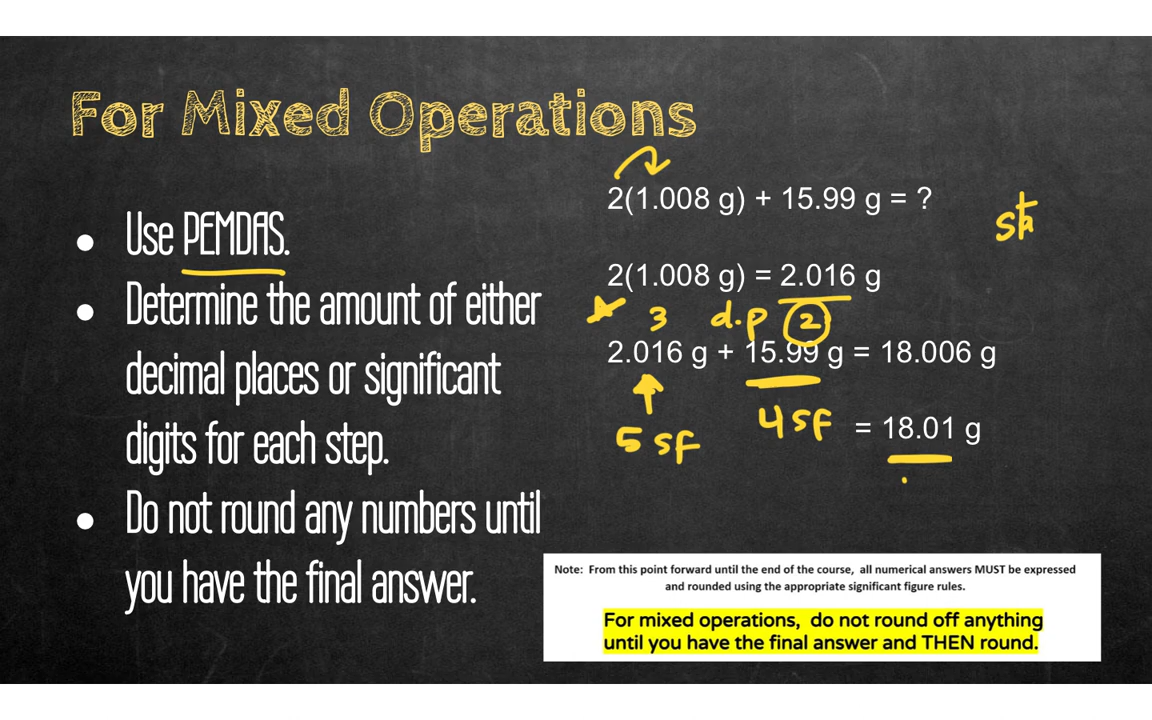 For Mixed Operations
● Use PEMDAS.
● Determine the amount of either
decimal places or significant
digits for each step.
● Do not round any numbers until
you have the final answer.
2(1.008 g) + 15.99 g = ?
2(1.008 g) = 2.016 g
3 d.p 2
2.016 g + 15.99 g = 18.006 g
5 sf 4 sf
= 18.01 g
Note: From this point forward until the end of the course, all numerical answers MUST be expressed
and rounded using the appropriate significant figure rules.
For mixed operations, do not round off anything
until you have the final answer and THEN round.